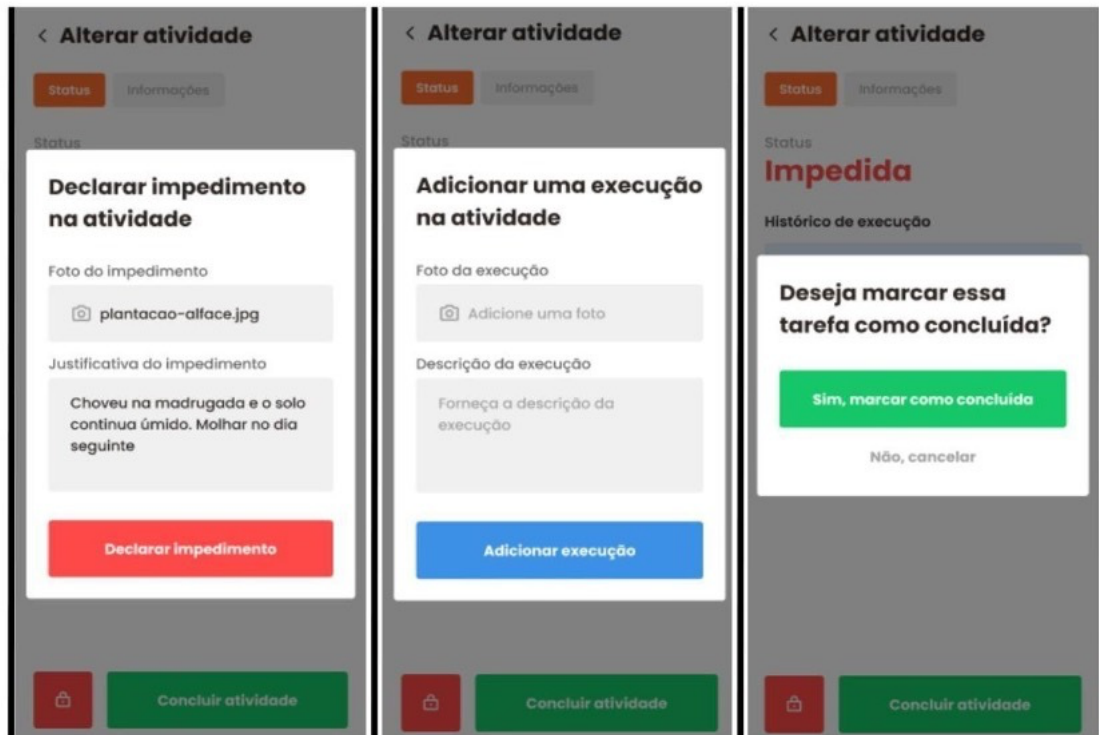 < Alterar atividade
Status Informações
Status
Declarar impedimento
na atividade
Foto do impedimento
plantacao-alface.jpg
Justificativa do impedimento
Choveu na madrugada e o solo
continua úmido. Molhar no dia
seguinte
Declarar impedimento
Concluir atividade
< Alterar atividade
Status Informações
Status
Adicionar uma execução
na atividade
Foto da execução
Adicione uma foto
Descrição da execução
Forneça a descrição da
execução
Adicionar execução
Concluir atividade
< Alterar atividade
Status Informações
Status
Impedida
Histórico de execução
Deseja marcar essa
tarefa como concluída?
Sim, marcar como concluída
Não, cancelar
Concluir atividade